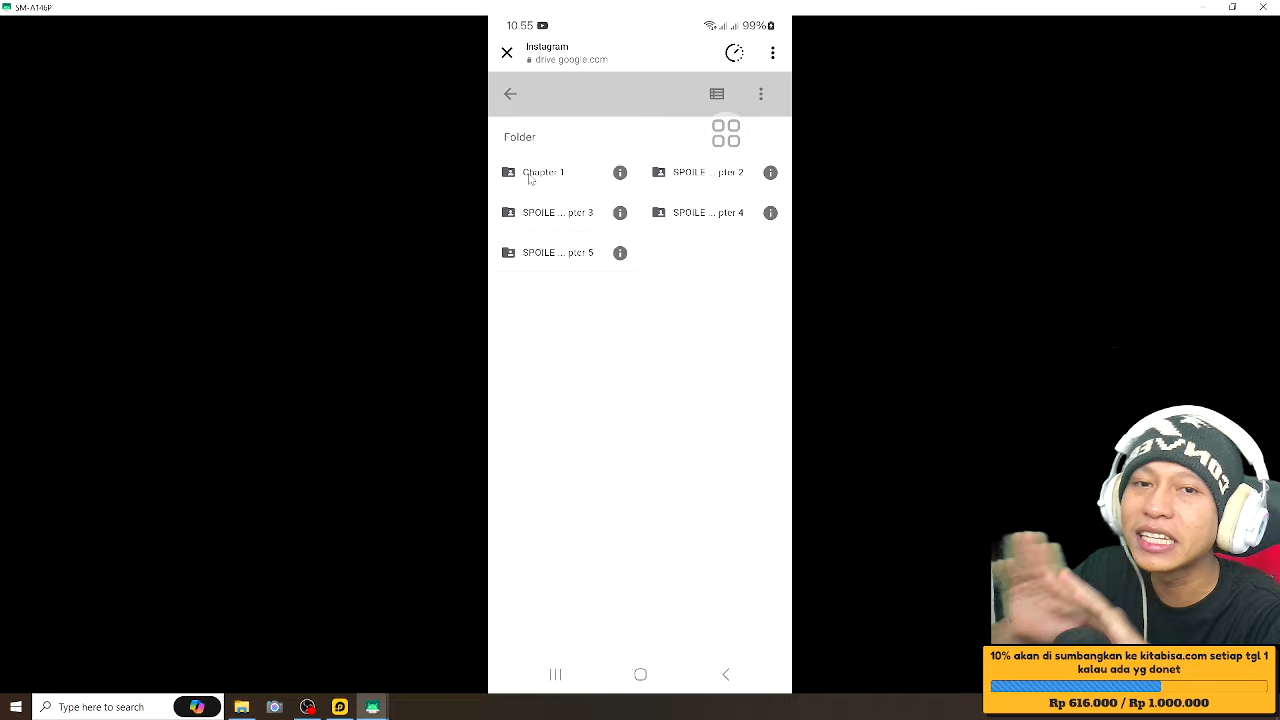 SM-A146P
10.55
99%
Instagram
drive.google.com
Folder
Chapter 1
SPOILE ... pter 2
SPOILE ... pter 3
SPOILE ... pter 4
SPOILE ... pter 5
CONVER
10% akan di sumbangkan ke kitabisa.com setiap tgl 1
kalau ada yg donet
Rp 616.000 / Rp 1.000.000
Type here to search